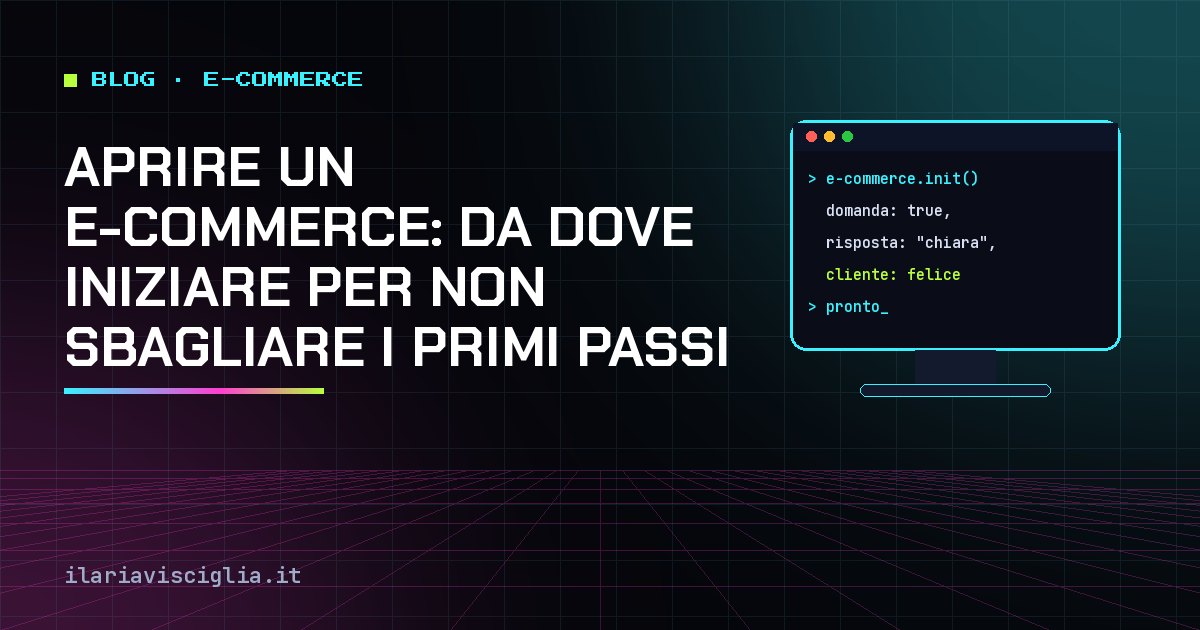 BLOG · E-COMMERCE
APRIRE UN
E-COMMERCE: DA DOVE
INIZIARE PER NON
SBAGLIARE I PRIMI PASSI
> e-commerce.init()
domanda: true,
risposta: "chiara",
cliente: felice
> pronto_
ilariavisciglia.it